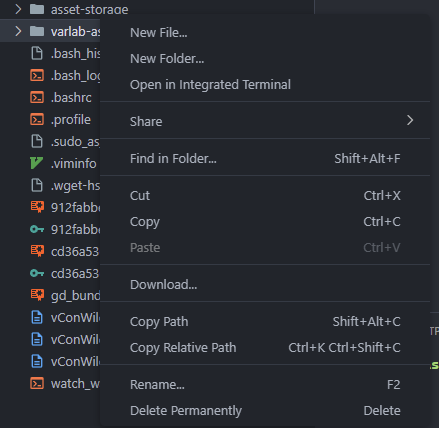 asset-storage
varlab-as
.bash_his
.bash_log
.bashrc
.profile
.sudo_as
.viminfo
.wget-hs
912fabbc
912fabbc
cd36a53
cd36a53
gd_bund
vConWil
vConWil
vConWil
watch_w
New File...
New Folder...
Open in Integrated Terminal
Share
Find in Folder... Shift+Alt+F
Cut Ctrl+X
Copy Ctrl+C
Paste Ctrl+V
Download...
Copy Path Shift+Alt+C
Copy Relative Path Ctrl+K Ctrl+Shift+C
Rename... F2
Delete Permanently Delete